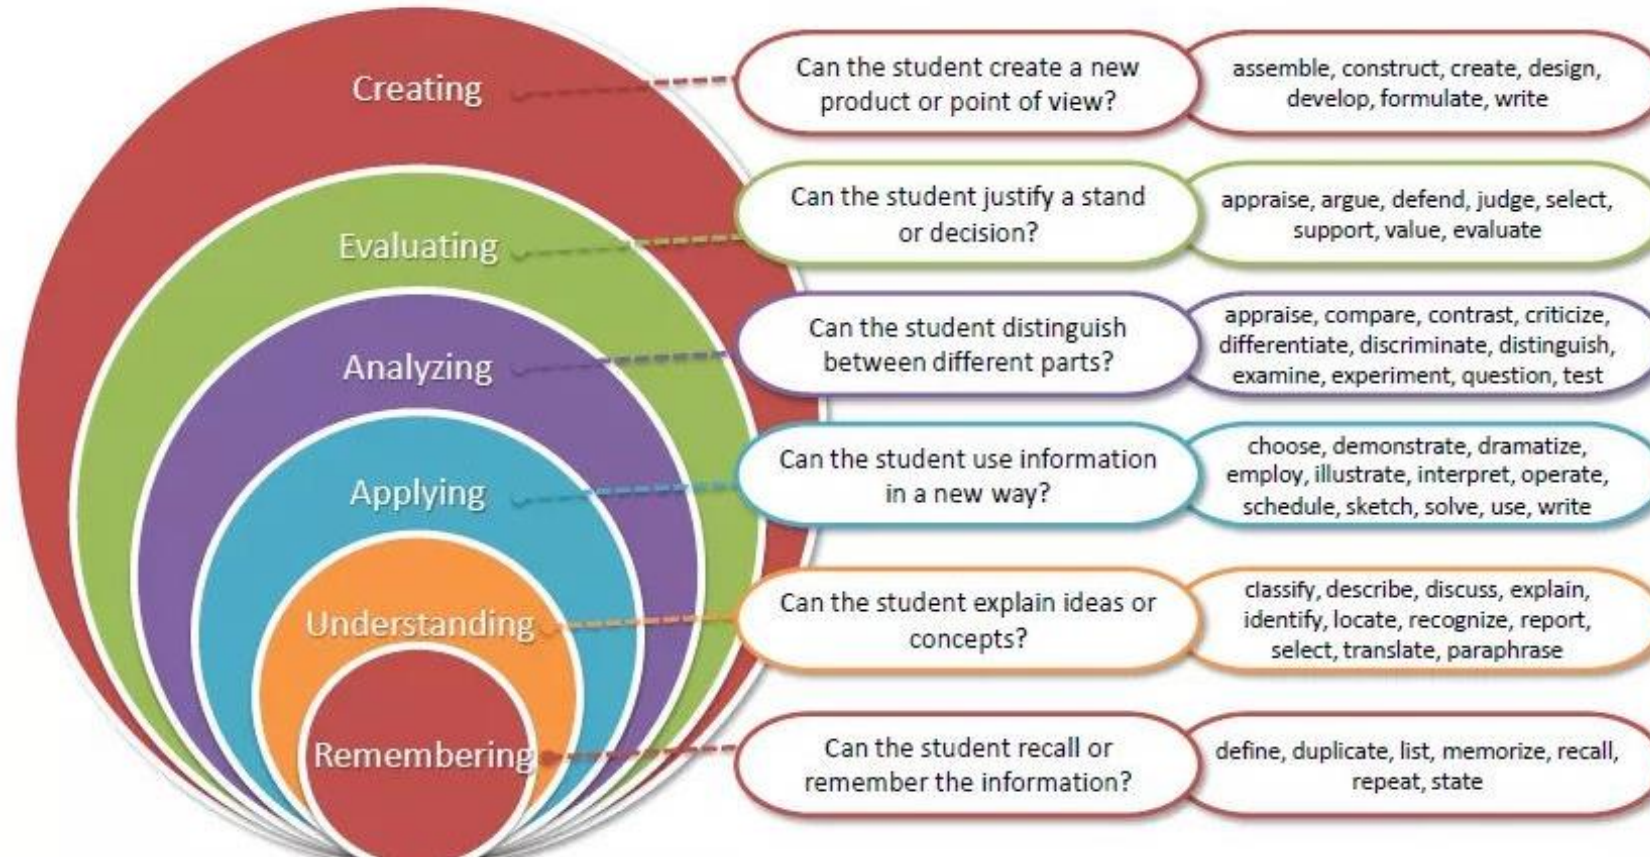 Creating
Can the student create a new
product or point of view?
assemble, construct, create, design,
develop, formulate, write
Evaluating
Can the student justify a stand
or decision?
appraise, argue, defend, judge, select,
support, value, evaluate
Analyzing
Can the student distinguish
between different parts?
appraise, compare, contrast, criticize,
differentiate, discriminate, distinguish,
examine, experiment, question, test
Applying
Can the student use information
in a new way?
choose, demonstrate, dramatize,
employ, illustrate, interpret, operate,
schedule, sketch, solve, use, write
Understanding
Can the student explain ideas or
concepts?
classify, describe, discuss, explain,
identify, locate, recognize, report,
select, translate, paraphrase
Remembering
Can the student recall or
remember the information?
define, duplicate, list, memorize, recall,
repeat, state